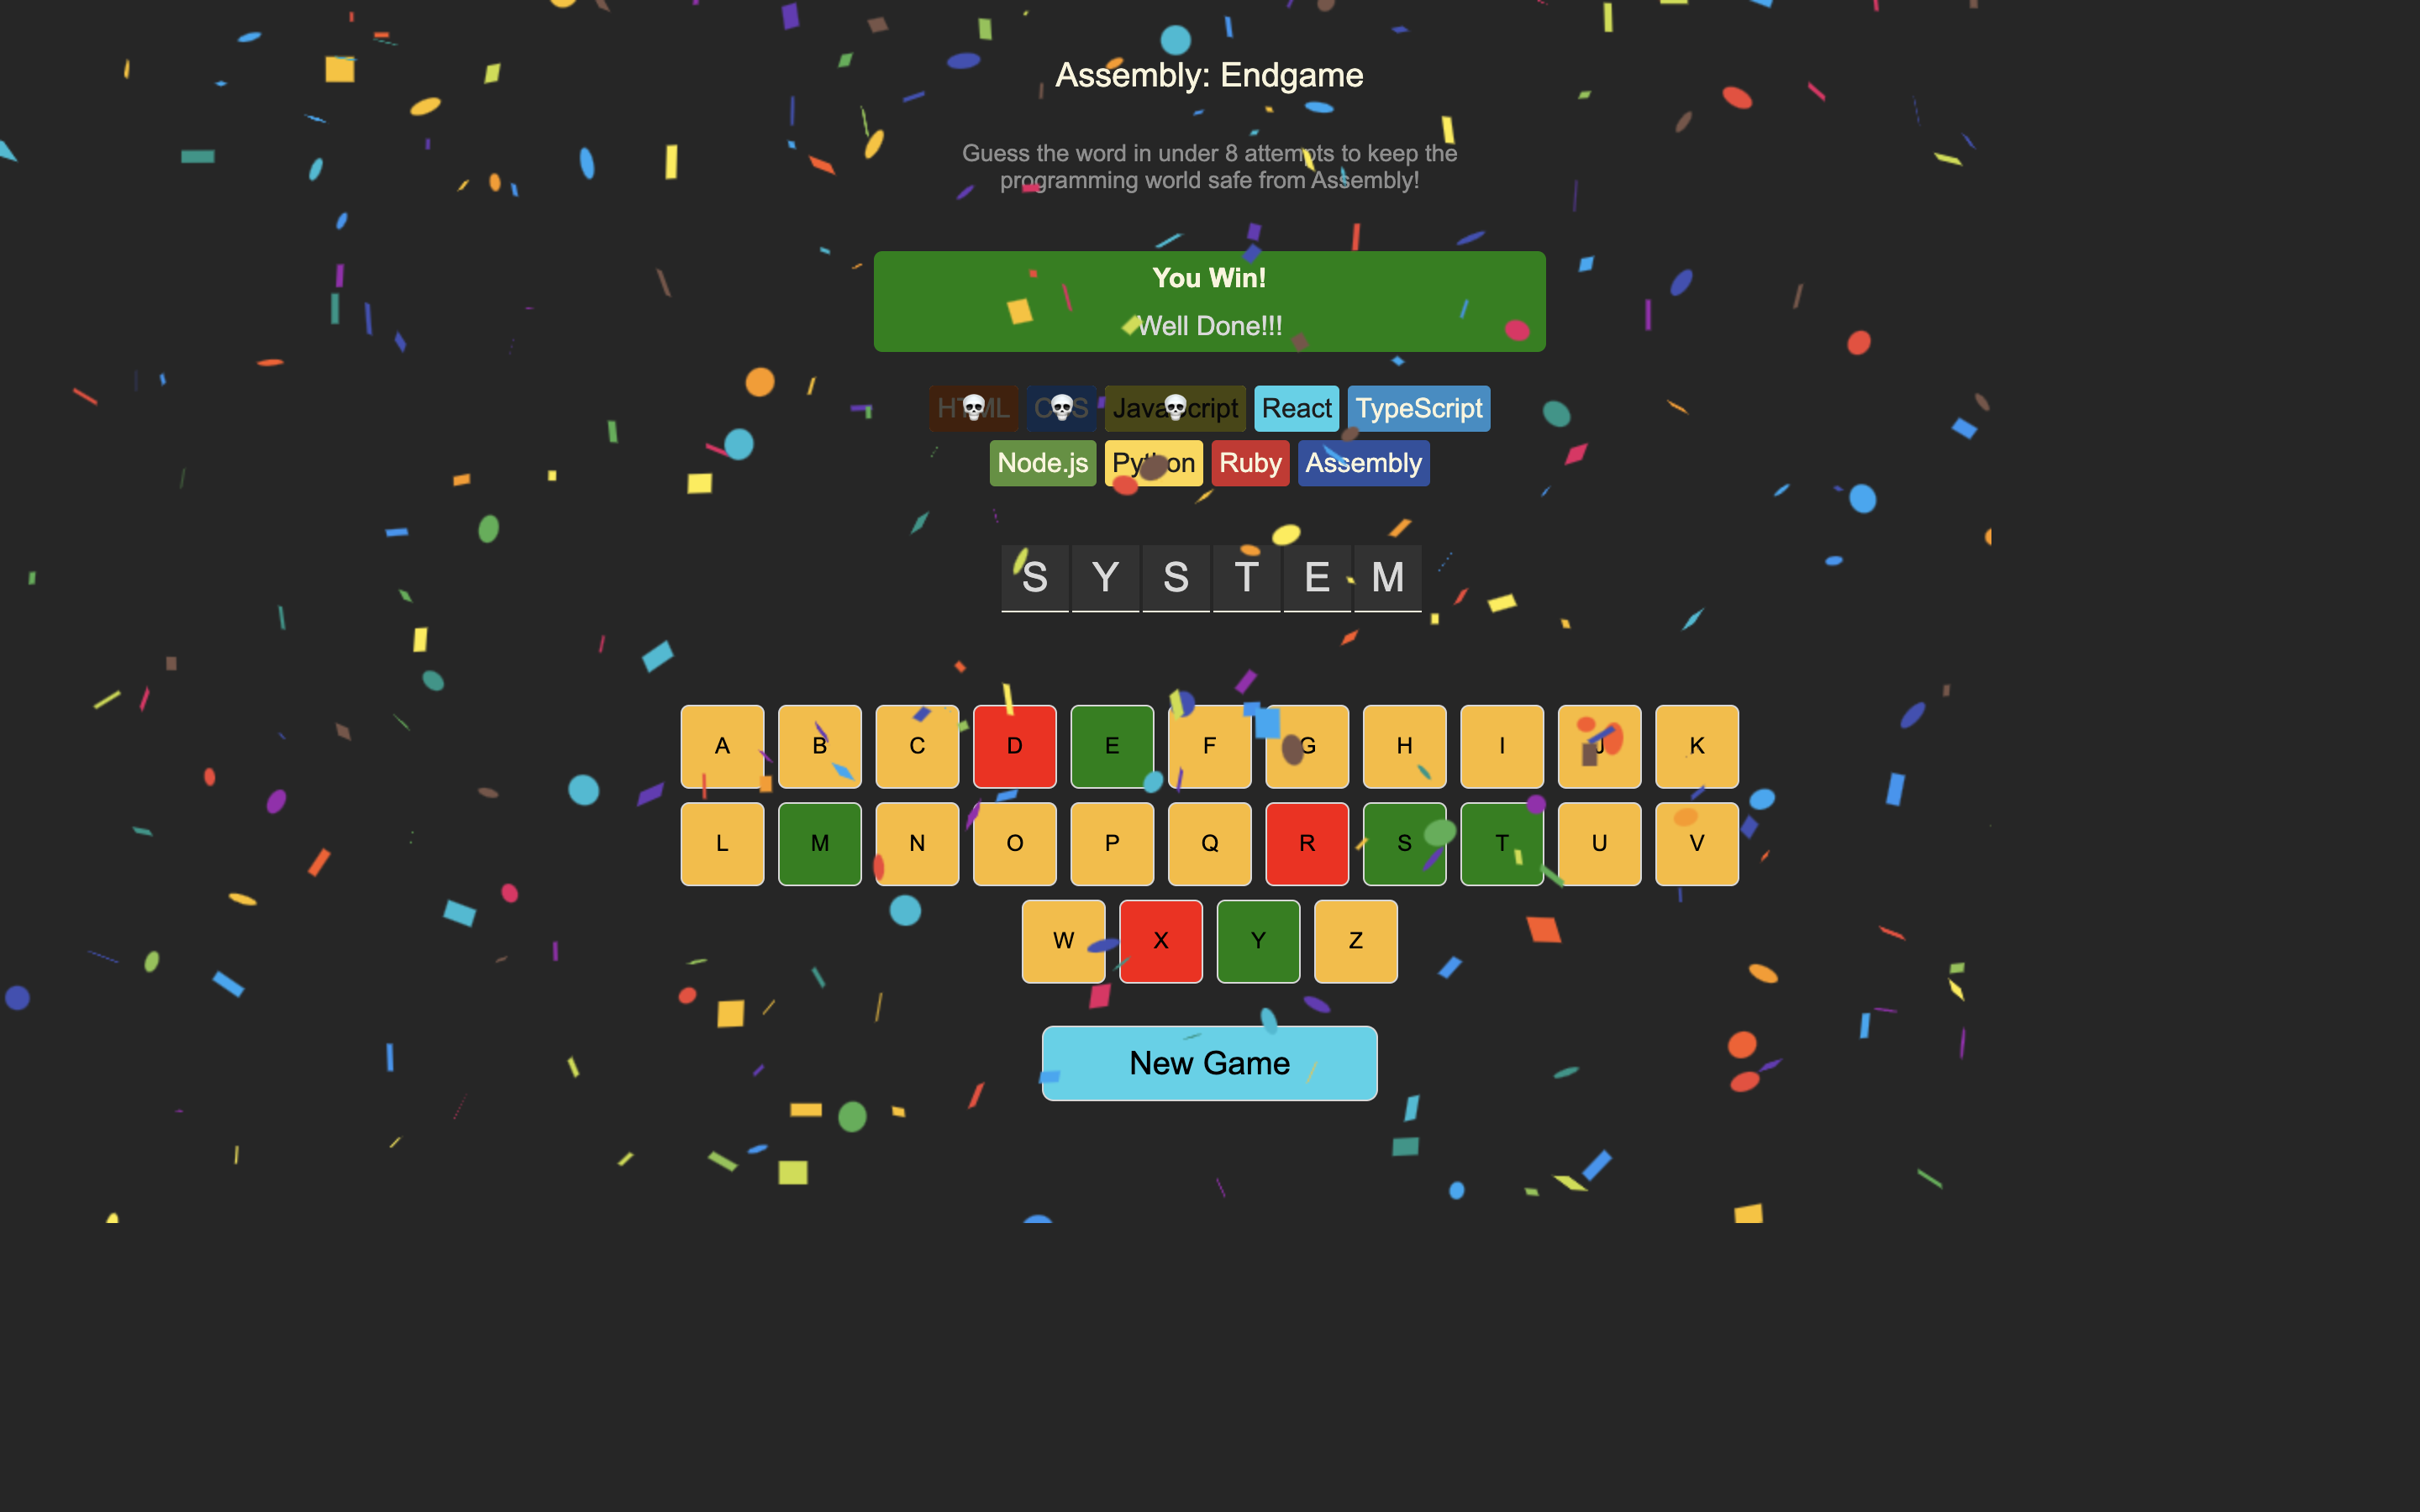 Assembly: Endgame
Guess the word in under 8 attempts to keep the
programming world safe from Assembly!
You Win!
Well Done!!!
HTML CSS JavaScript React TypeScript
Node.js Python Ruby Assembly
S Y S T E M
A B C D E F G H I J K
L M N O P Q R S T U V
W X Y Z
New Game